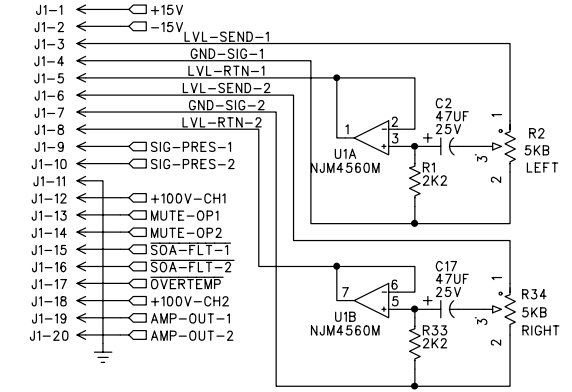 J1-1 +15V
J1-2 -15V
J1-3 LVL-SEND-1
J1-4 GND-SIG-1
J1-5 LVL-RTN-1
J1-6 LVL-SEND-2
J1-7 GND-SIG-2
J1-8 LVL-RTN-2
J1-9 SIG-PRES-1
J1-10 SIG-PRES-2
J1-11
J1-12 +100V-CH1
J1-13 MUTE-OP1
J1-14 MUTE-OP2
J1-15 SOA-FLT-1
J1-16 SOA-FLT-2
J1-17 OVERTEMP
J1-18 +100V-CH2
J1-19 AMP-OUT-1
J1-20 AMP-OUT-2
1
2
3
U1A
NJM4560M
+
C2
47UF
25V
R1
2K2
1
3
2
R2
5KB
LEFT
7
6
5
U1B
NJM4560M
+
C17
47UF
25V
R33
2K2
1
3
2
R34
5KB
RIGHT